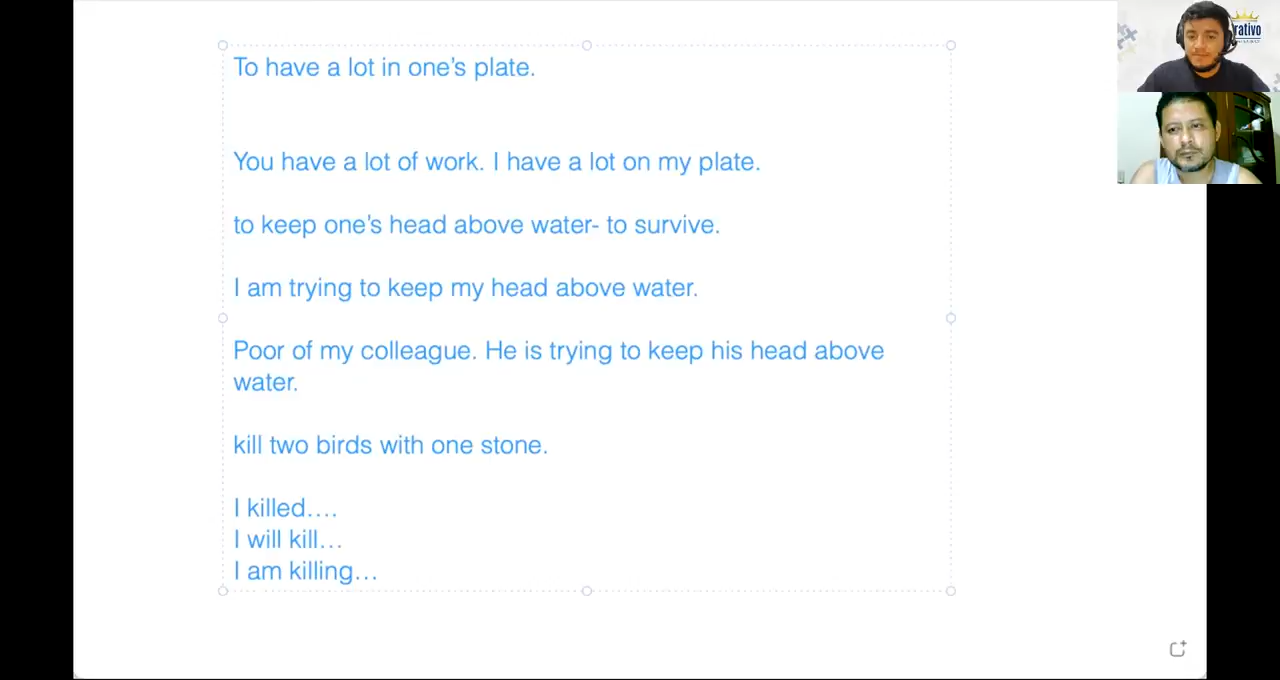 To have a lot in one's plate.
You have a lot of work. I have a lot on my plate.
to keep one's head above water- to survive.
I am trying to keep my head above water.
Poor of my colleague. He is trying to keep his head above
water.
kill two birds with one stone.
I killed….
I will kill…
I am killing…
rativo